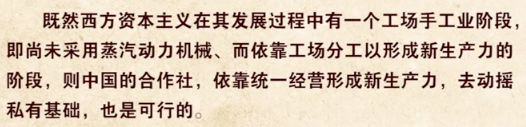 既然西方资本主义在其发展过程中有一个工场手工业阶段，
即尚未采用蒸汽动力机械、而依靠工场分工以形成新生产力的
阶段，则中国的合作社，依靠统一经营形成新生产力，去动摇
私有基础，也是可行的。